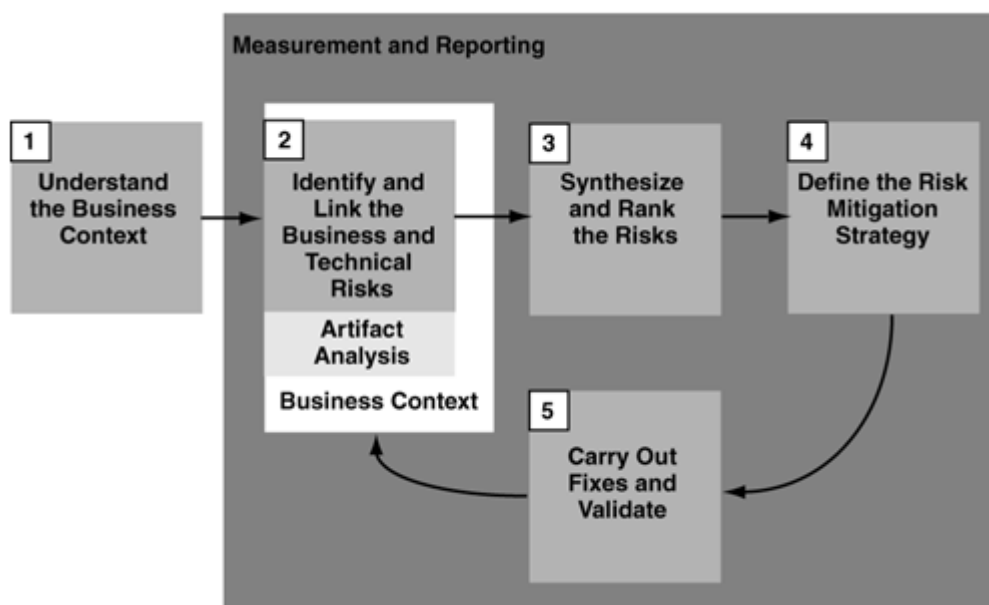 Measurement and Reporting
1
Understand
the Business
Context
2
Identify and
Link the
Business and
Technical
Risks
Artifact
Analysis
Business Context
3
Synthesize
and Rank
the Risks
4
Define the Risk
Mitigation
Strategy
5
Carry Out
Fixes and
Validate